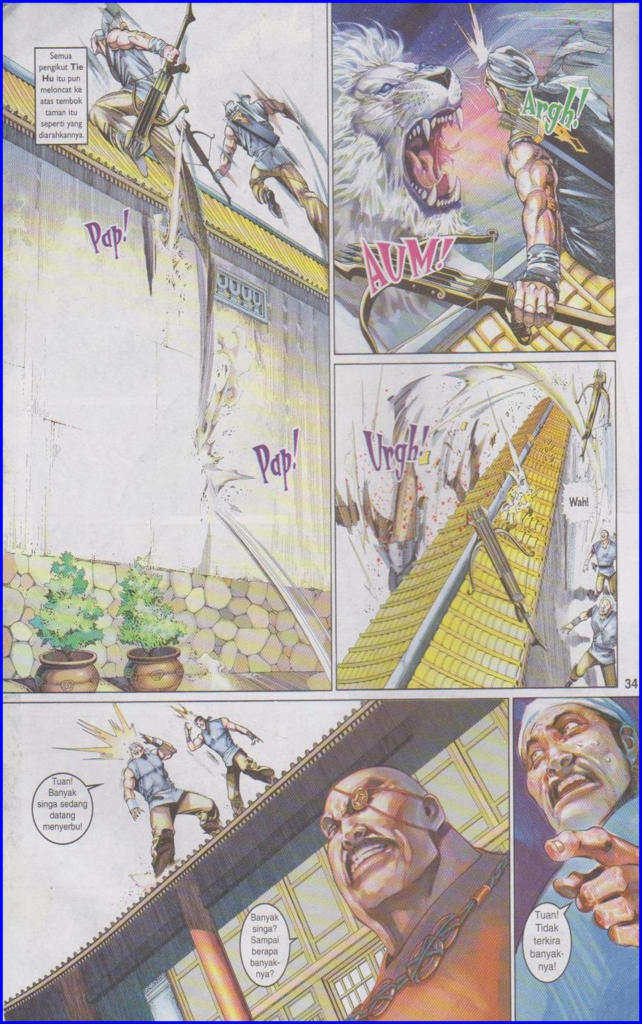 Semua
pengikut Tie
Hu itu pun
meloncat ke
atas tembok
taman itu
seperti yang
diarahkannya.
Pap!
Pap!
Argh!
AUM!
Urgh!
Wah!
34
Tuan!
Banyak
singa sedang
datang
menyerbu!
Banyak
singa?
Sampai
berapa
banyak-
nya?
Tuan!
Tidak
terkira
banyak-
nya!